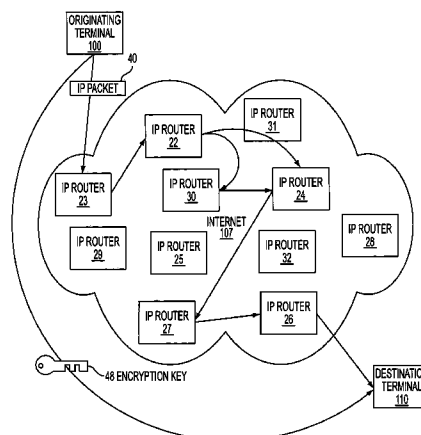 ORIGINATING
TERMINAL
100
40
IP PACKET
IP ROUTER
31
IP ROUTER
22
IP ROUTER
23
IP ROUTER
30
IP ROUTER
24
INTERNET
107
IP ROUTER
29
IP ROUTER
25
IP ROUTER
32
IP ROUTER
28
IP ROUTER
27
IP ROUTER
26
48 ENCRYPTION KEY
DESTINATION
TERMINAL
110